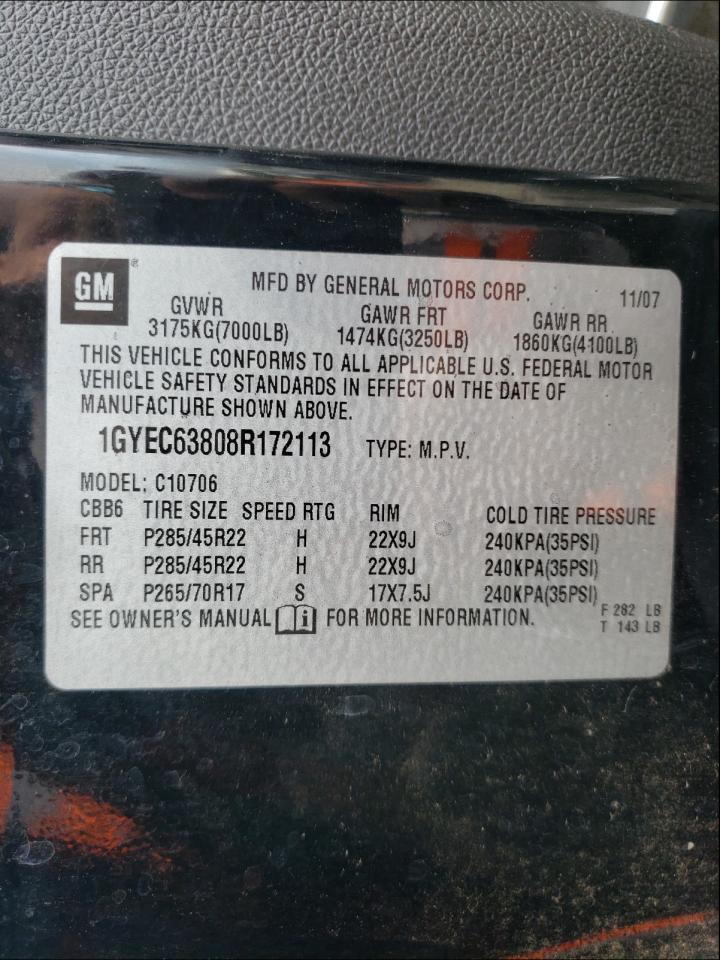 GM ®
MFD BY GENERAL MOTORS CORP. 11/07
GVWR GAWR FRT GAWR RR
3175KG(7000LB) 1474KG(3250LB) 1860KG(4100LB)
THIS VEHICLE CONFORMS TO ALL APPLICABLE U.S. FEDERAL MOTOR
VEHICLE SAFETY STANDARDS IN EFFECT ON THE DATE OF
MANUFACTURE SHOWN ABOVE.
1GYEC63808R172113 TYPE: M.P.V.
MODEL: C10706
CBB6 TIRE SIZE SPEED RTG RIM COLD TIRE PRESSURE
FRT P285/45R22 H 22X9J 240KPA(35PSI)
RR P285/45R22 H 22X9J 240KPA(35PSI)
SPA P265/70R17 S 17X7.5J 240KPA(35PSI)
SEE OWNER'S MANUAL i FOR MORE INFORMATION.
F 282 LB
T 143 LB